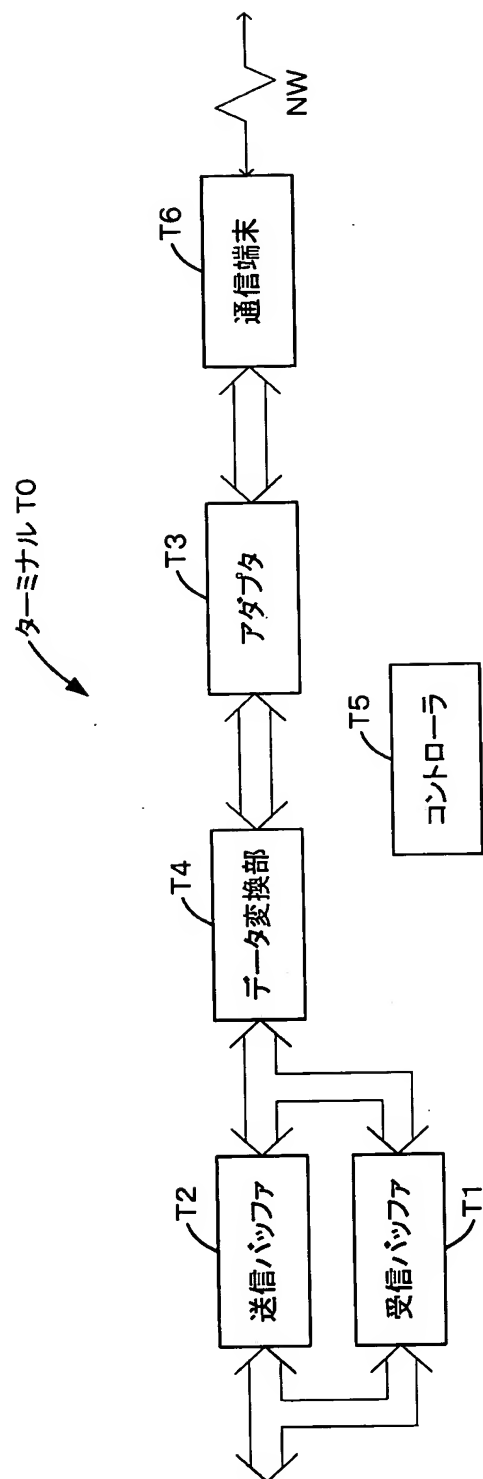 ターミナル T0
T2
送信バッファ
T4
データ変換部
T3
アダプタ
T6
通信端末
NW
受信バッファ
T1
T5
コントローラ